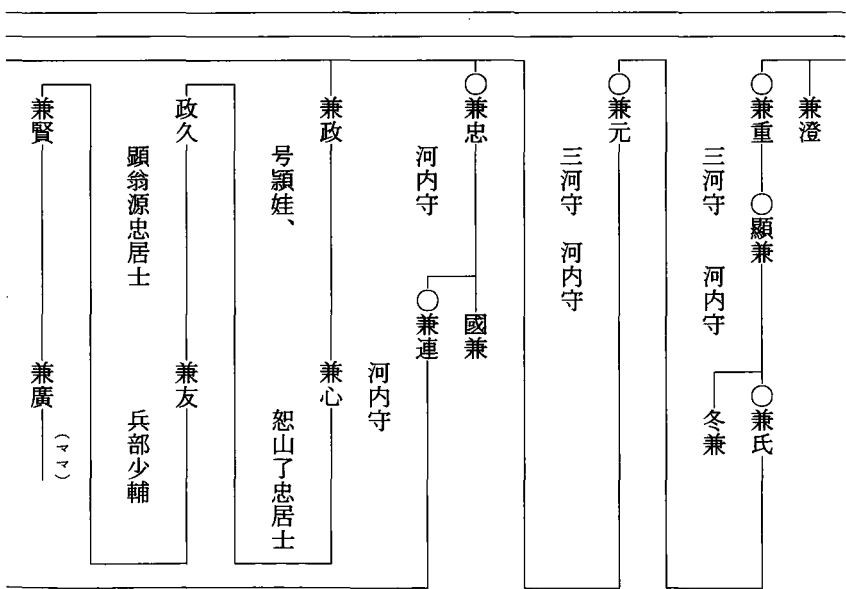 兼澄
○兼重
三河守 河内守
○顯兼
○兼氏
冬兼
○兼元
三河守 河内守
○兼忠
河内守
國兼
○兼連
河内守
兼政
号頴娃、
兼心
恕山了忠居士
政久
顕翁源忠居士
兼友
兵部少輔
兼賢
兼廣
(ママ)